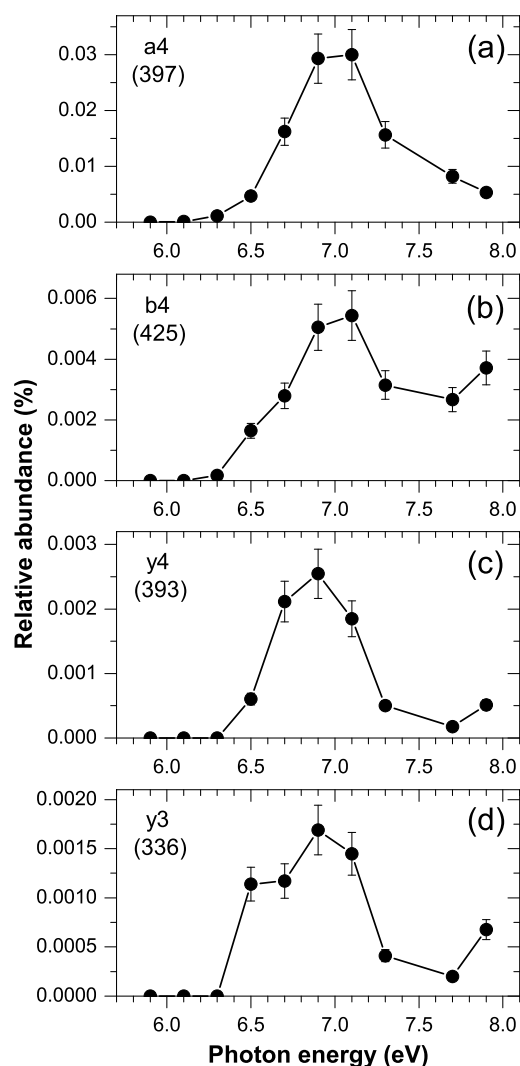 a4
(397)
(a)
0.03
0.02
0.01
0.00
6.0 6.5 7.0 7.5 8.0
b4
(425)
(b)
0.006
0.004
0.002
0.000
6.0 6.5 7.0 7.5 8.0
Relative abundance (%)
y4
(393)
(c)
0.003
0.002
0.001
0.000
6.0 6.5 7.0 7.5 8.0
y3
(336)
(d)
0.0020
0.0015
0.0010
0.0005
0.0000
6.0 6.5 7.0 7.5 8.0
Photon energy (eV)